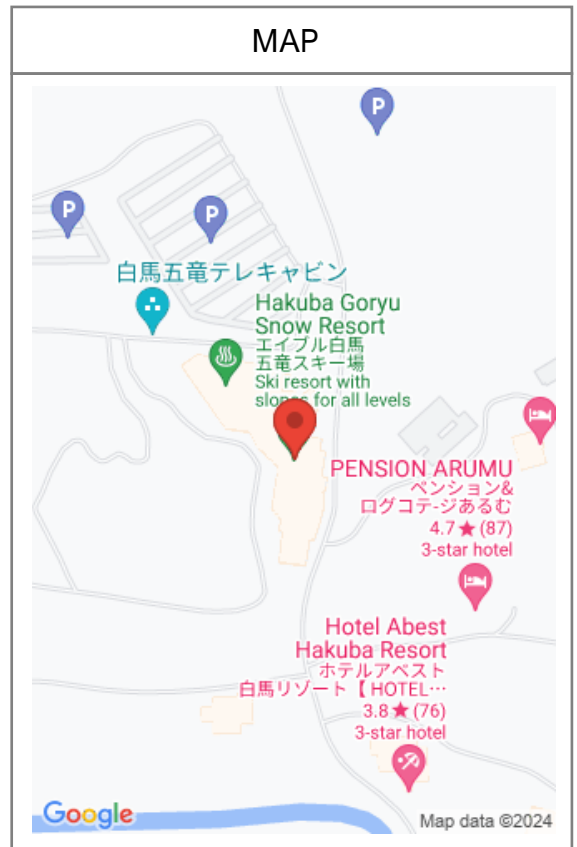 MAP
P
P
P
白馬五竜テレキャビン
Hakuba Goryu
Snow Resort
エイブル白馬
五竜スキー場
Ski resort with
slopes for all levels
PENSION ARUMU
ペンション&
ログコテ-ジあるむ
4.7★(87)
3-star hotel
Hotel Abest
Hakuba Resort
ホテルアベスト
白馬リゾート【 HOTEL…
3.8★(76)
3-star hotel
Google
Map data ©2024